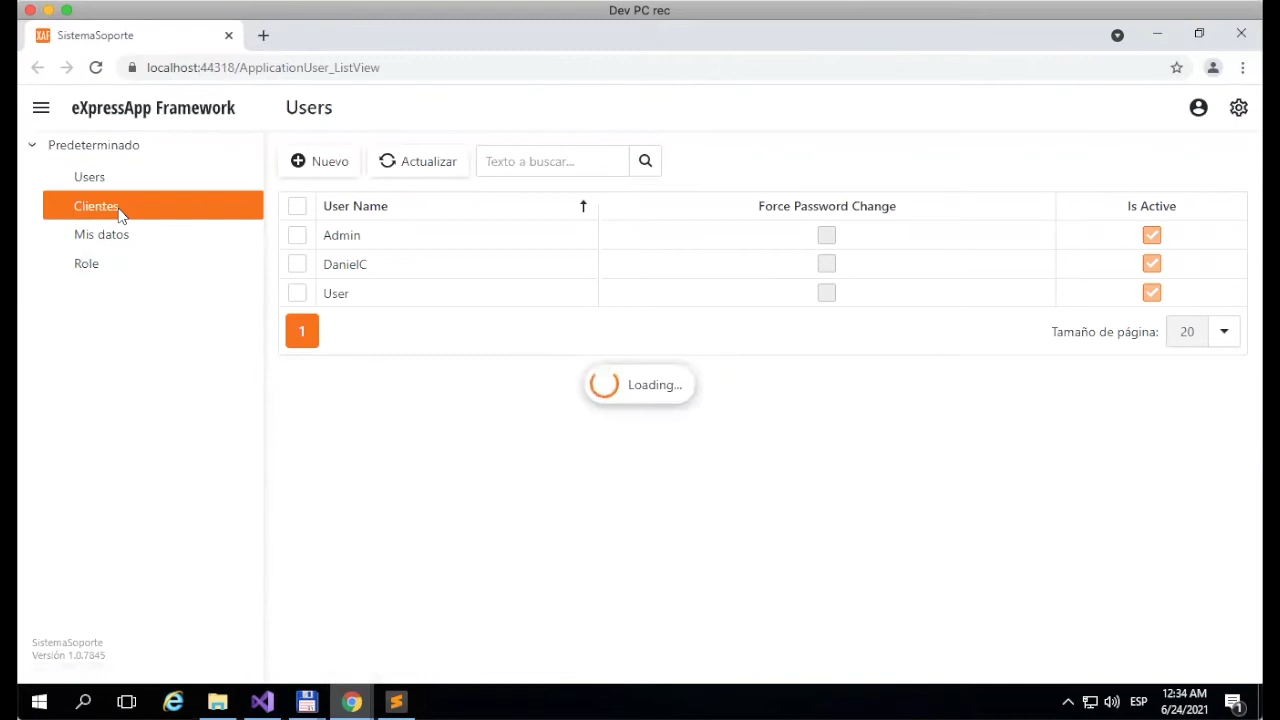 Dev PC rec
XAF SistemaSoporte
localhost:44318/ApplicationUser_ListView
eXpressApp Framework
Users
Predeterminado
Users
Clientes
Mis datos
Role
Nuevo
Actualizar
Texto a buscar...
User Name
Force Password Change
Is Active
Admin
DanielC
User
1
Tamaño de página:
20
Loading...
SistemaSoporte
Versión 1.0.7845
ESP
12:34 AM
6/24/2021
1